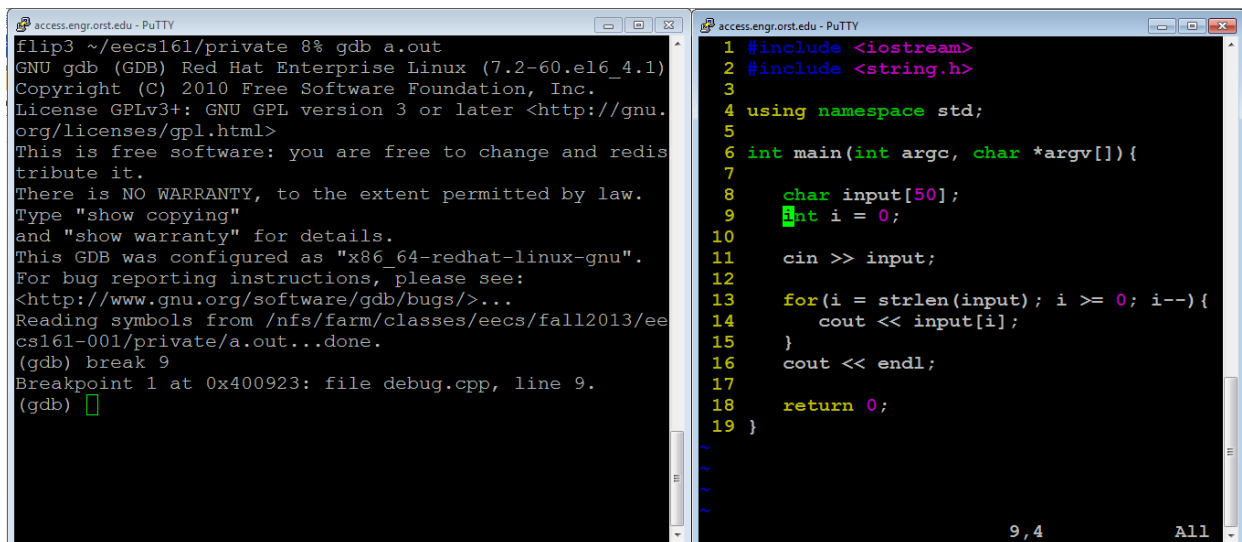 access.engr.orst.edu - PuTTY
flip3 ~/eecs161/private 8% gdb a.out
GNU gdb (GDB) Red Hat Enterprise Linux (7.2-60.el6_4.1)
Copyright (C) 2010 Free Software Foundation, Inc.
License GPLv3+: GNU GPL version 3 or later <http://gnu.
org/licenses/gpl.html>
This is free software: you are free to change and redis
tribute it.
There is NO WARRANTY, to the extent permitted by law.
Type "show copying"
and "show warranty" for details.
This GDB was configured as "x86_64-redhat-linux-gnu".
For bug reporting instructions, please see:
<http://www.gnu.org/software/gdb/bugs/>...
Reading symbols from /nfs/farm/classes/eecs/fall2013/ee
cs161-001/private/a.out...done.
(gdb) break 9
Breakpoint 1 at 0x400923: file debug.cpp, line 9.
(gdb)
access.engr.orst.edu - PuTTY
1 #include <iostream>
2 #include <string.h>
3
4 using namespace std;
5
6 int main(int argc, char *argv[]){
7
8    char input[50];
9    int i = 0;
10
11    cin >> input;
12
13    for(i = strlen(input); i >= 0; i--){
14       cout << input[i];
15    }
16    cout << endl;
17
18    return 0;
19 }
~
~
~
~
9,4 All